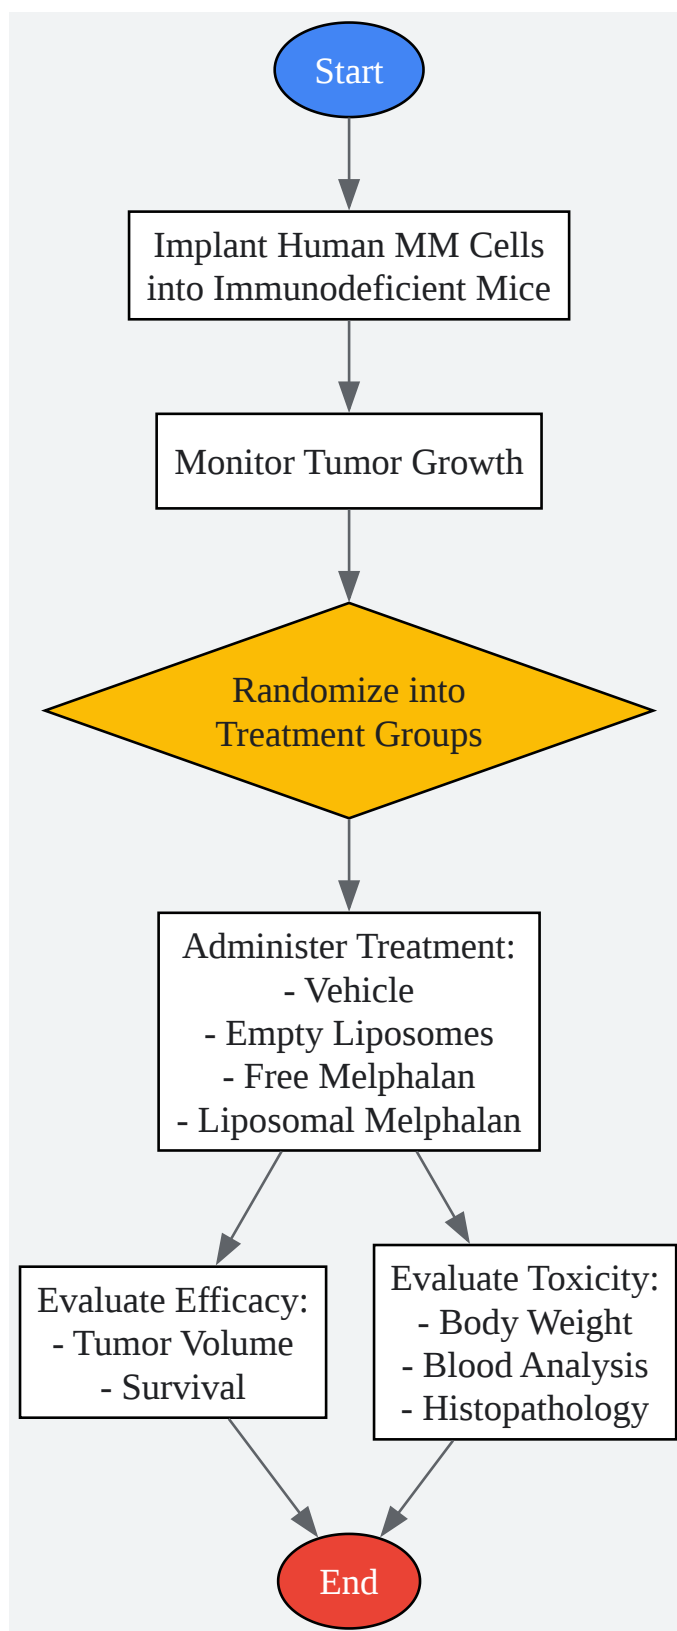 Start
Implant Human MM Cells
into Immunodeficient Mice
Monitor Tumor Growth
Randomize into
Treatment Groups
Administer Treatment:
- Vehicle
- Empty Liposomes
- Free Melphalan
- Liposomal Melphalan
Evaluate Efficacy:
- Tumor Volume
- Survival
Evaluate Toxicity:
- Body Weight
- Blood Analysis
- Histopathology
End